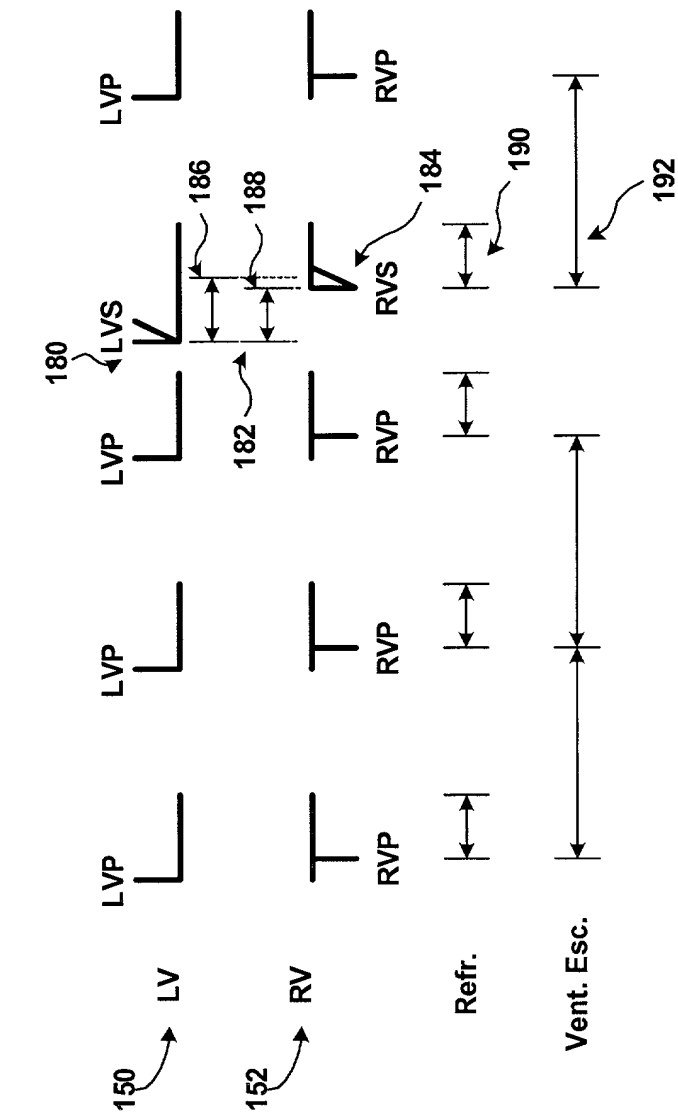 180
LVP
LVP
LVP
LVS
LVP
186
188
150
LV
182
152
RV
184
RVP
RVP
RVP
RVS
RVP
190
Refr.
192
Vent. Esc.